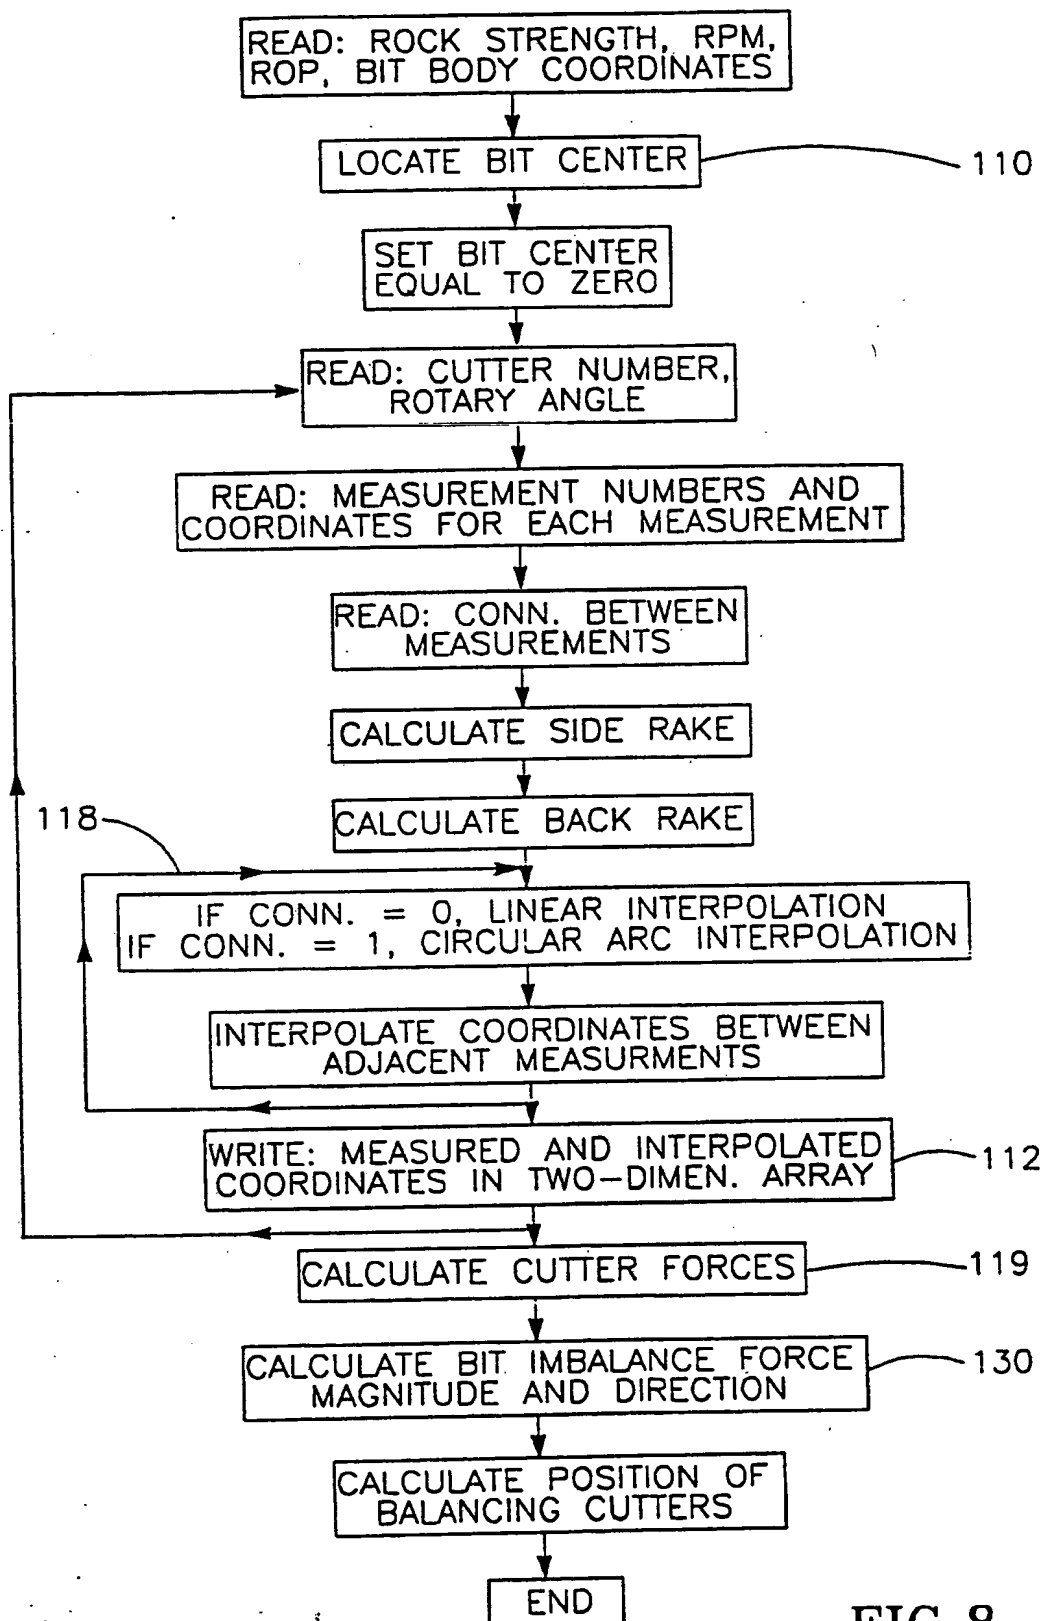 READ: ROCK STRENGTH, RPM,
ROP, BIT BODY COORDINATES
LOCATE BIT CENTER
110
SET BIT CENTER
EQUAL TO ZERO
READ: CUTTER NUMBER,
ROTARY ANGLE
READ: MEASUREMENT NUMBERS AND
COORDINATES FOR EACH MEASUREMENT
READ: CONN. BETWEEN
MEASUREMENTS
CALCULATE SIDE RAKE
CALCULATE BACK RAKE
118
IF CONN. = 0, LINEAR INTERPOLATION
IF CONN. = 1, CIRCULAR ARC INTERPOLATION
INTERPOLATE COORDINATES BETWEEN
ADJACENT MEASURMENTS
WRITE: MEASURED AND INTERPOLATED
COORDINATES IN TWO-DIMEN. ARRAY
112
CALCULATE CUTTER FORCES
119
CALCULATE BIT IMBALANCE FORCE
MAGNITUDE AND DIRECTION
130
CALCULATE POSITION OF
BALANCING CUTTERS
END
FIG. 8